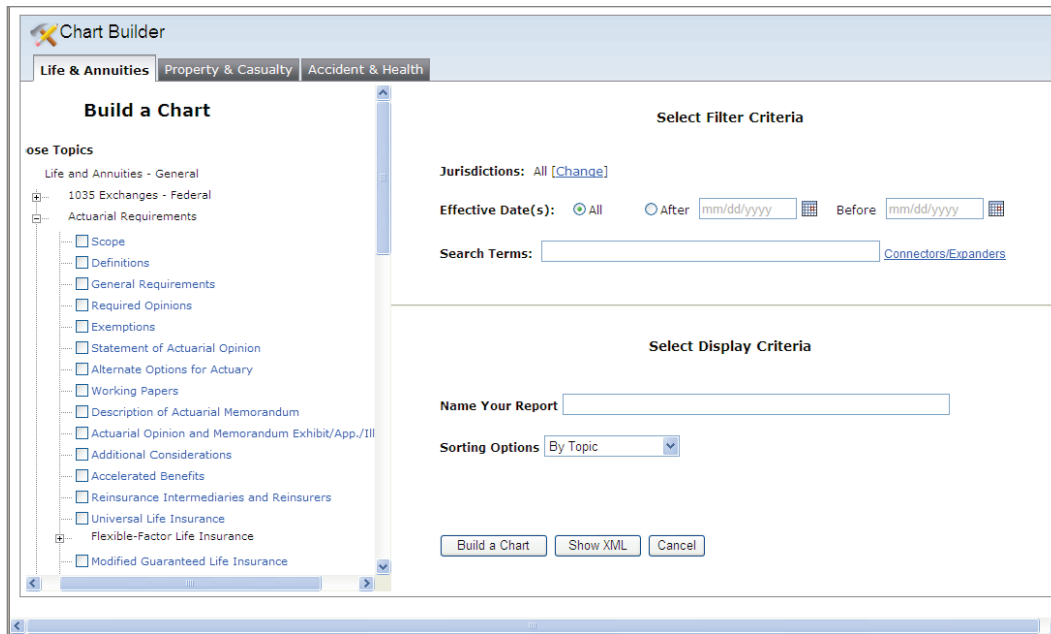 Chart Builder
Life & Annuities Property & Casualty Accident & Health
Build a Chart
ose Topics
Life and Annuities - General
1035 Exchanges - Federal
Actuarial Requirements
Scope
Definitions
General Requirements
Required Opinions
Exemptions
Statement of Actuarial Opinion
Alternate Options for Actuary
Working Papers
Description of Actuarial Memorandum
Actuarial Opinion and Memorandum Exhibit/App./Ill
Additional Considerations
Accelerated Benefits
Reinsurance Intermediaries and Reinsurers
Universal Life Insurance
Flexible-Factor Life Insurance
Modified Guaranteed Life Insurance
Select Filter Criteria
Jurisdictions: All [Change]
Effective Date(s): All After mm/dd/yyyy Before mm/dd/yyyy
Search Terms: Connectors/Expanders
Select Display Criteria
Name Your Report
Sorting Options By Topic
Build a Chart Show XML Cancel